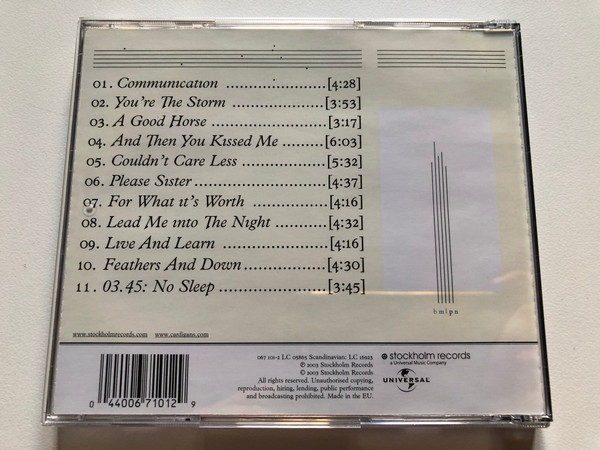 01. Communication ..................[4:28]
02. You're The Storm ................[3:53]
03. A Good Horse ....................[3:17]
04. And Then You Kissed Me .........[6:03]
05. Couldn't Care Less ..............[5:32]
06. Please Sister......................[4:37]
07. For What it's Worth .............[4:16]
08. Lead Me into The Night .........[4:32]
09. Live And Learn ..................[4:16]
10. Feathers And Down...............[4:30]
11. 03.45: No Sleep ...................[3:45]
h m l p.n
www.stockholmrecords.com www.cardigans.com
067 101-2 LC 05865 Scandinavian: LC 16923
℗ 2003 Stockholm Records
© 2003 Stockholm Records
All rights reserved. Unauthorised copying,
reproduction, hiring, lending, public performance
and broadcasting prohibited. Made in the EU.
stockholm records
a Universal Music Company
UNIVERSAL
0 44006 71012 9